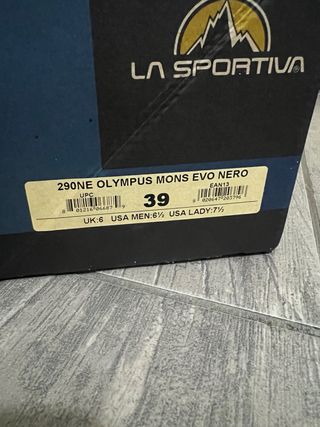 LA SPORTIVA®
290NE OLYMPUS MONS EVO NERO
UPC
EAN13
39
UK:6 USA MEN:6½ USA LADY:7½